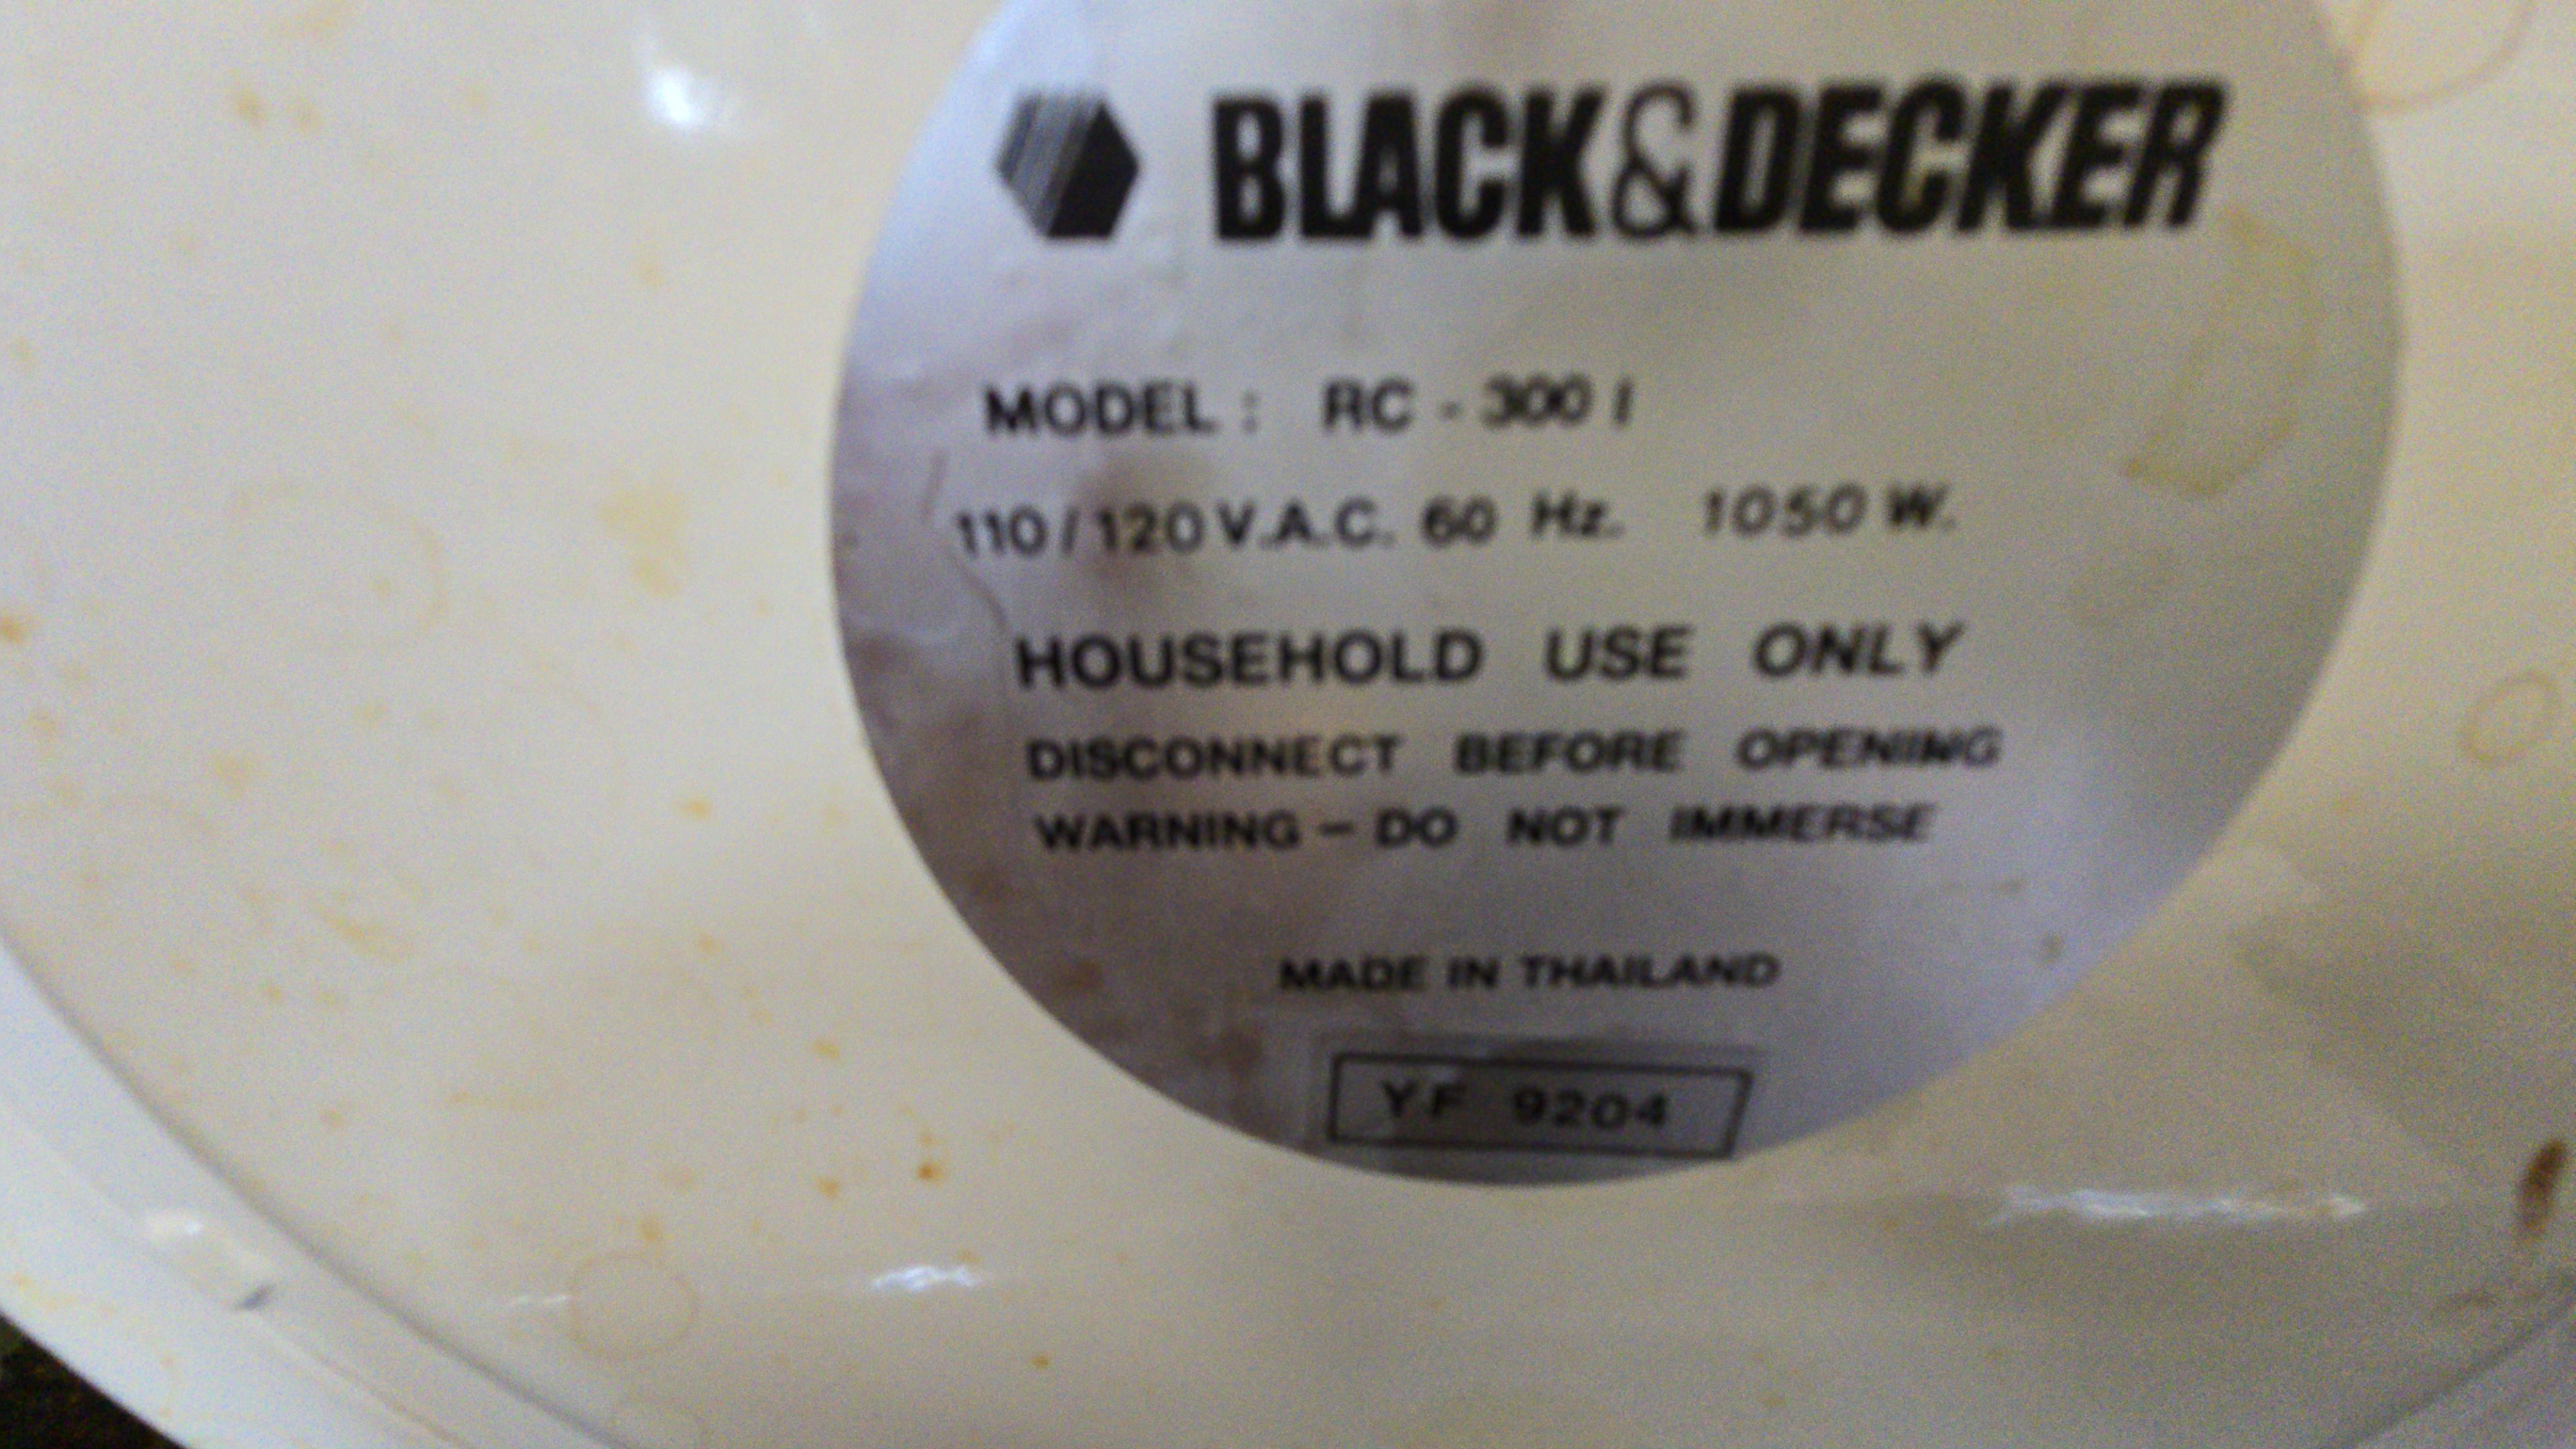 BLACK&DECKER
MODEL : RC - 300 I
110 / 120 V.A.C. 60 Hz. 1050 W.
HOUSEHOLD USE ONLY
DISCONNECT BEFORE OPENING
WARNING – DO NOT IMMERSE
MADE IN THAILAND
YF 9204